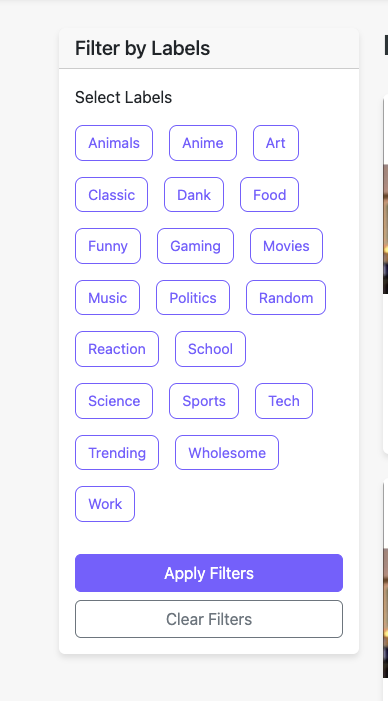 Filter by Labels
Select Labels
Animals Anime Art
Classic Dank Food
Funny Gaming Movies
Music Politics Random
Reaction School
Science Sports Tech
Trending Wholesome
Work
Apply Filters
Clear Filters